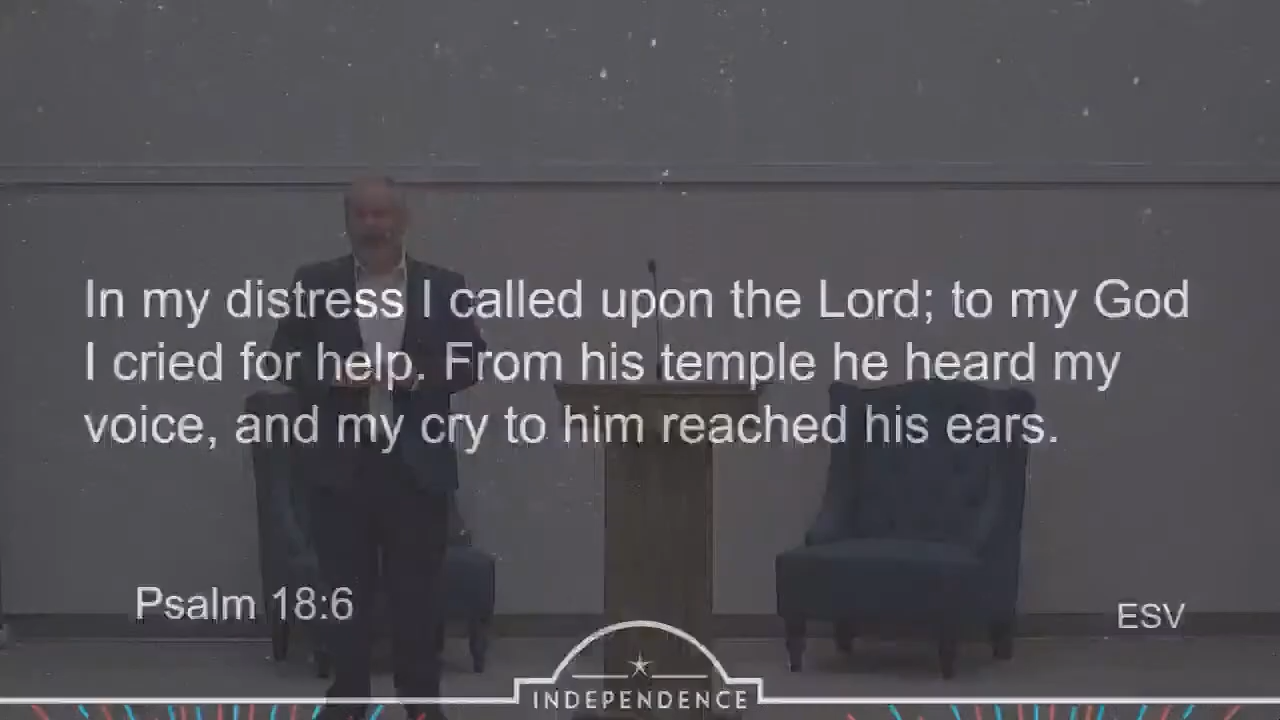 In my distress I called upon the Lord; to my God
I cried for help. From his temple he heard my
voice, and my cry to him reached his ears.
Psalm 18:6
ESV
INDEPENDENCE